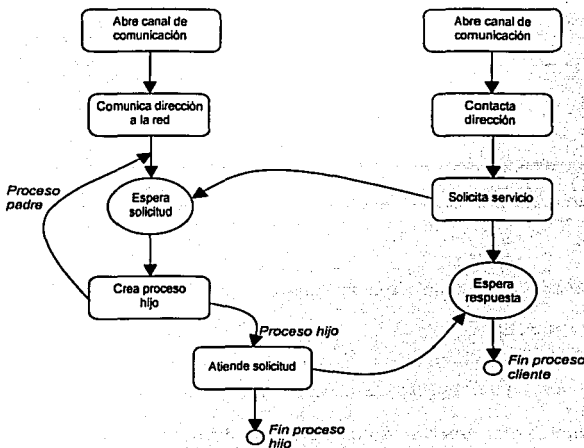 Abre canal de
comunicación
Comunica dirección
a la red
Proceso
padre
Espera
solicitud
Crea proceso
hijo
Proceso hijo
Atiende solicitud
Fin proceso
hijo
Abre canal de
comunicación
Contacta
dirección
Solicita servicio
Espera
respuesta
Fin proceso
cliente